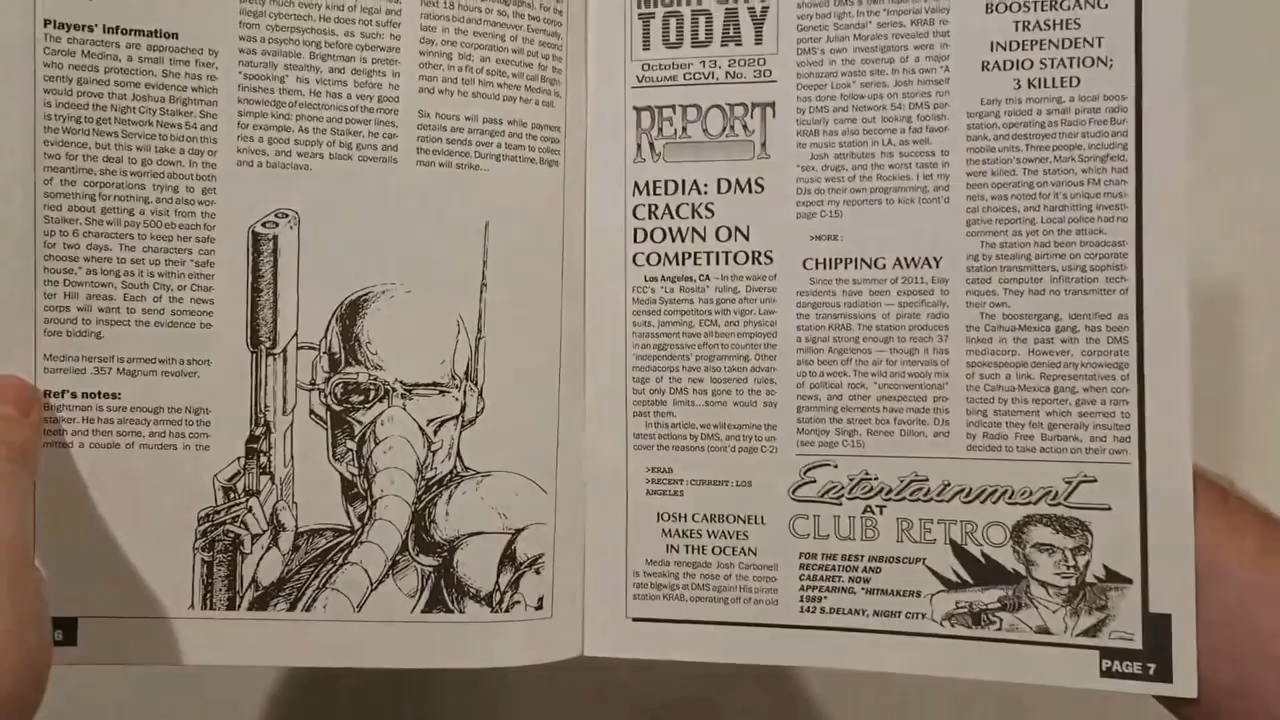 Players' Information
The characters are approached by
Carole Medina, a small time fixer,
who needs protection. She has re-
cently gained some evidence which
would prove that Joshua Brightman
is indeed the Night City Stalker. She
is trying to get Network News 54 and
the World News Service to bid on this
evidence, but this will take a day or
two for the deal to go down. In the
meantime, she is worried about both
of the corporations trying to get
something for nothing, and also wor-
ried about getting a visit from the
Stalker. She will pay 500 eb each for
up to 6 characters to keep her safe
for two days. The characters can
choose where to set up their "safe
house," as long as it is within either
the Downtown, South City, or Char-
ter Hill areas. Each of the news
corps will want to send someone
around to inspect the evidence be-
fore bidding.
Medina herself is armed with a short-
barrelled .357 Magnum revolver.
Ref's notes:
Brightman is sure enough the Night-
stalker. He has already armed to the
teeth and then some, and has com-
mitted a couple of murders in the
pretty much every kind of legal and
illegal cybertech. He does not suffer
from cyberpsychosis, as such: he
was a psycho long before cyberware
was available. Brightman is preter-
naturally stealthy, and delights in
"spooking" his victims before he
finishes them. He has a very good
knowledge of electronics of the more
simple kind: phone and power lines,
for example. As the Stalker, he car-
ries a good supply of big guns and
knives, and wears black coveralls
and a balaclava.
next 18 hours or so, the two corpo-
rations bid and maneuver. Eventually,
late in the evening of the second
day, one corporation will put up the
winning bid; an executive for the
other, in a fit of spite, will call Bright-
man and tell him where Medina is,
and why he should pay her a call.
Six hours will pass while payment
details are arranged and the corpo-
ration sends over a team to collect
the evidence. During that time, Bright-
man will strike...
6
NIGHT CITY
TODAY
October 13, 2020
VOLUME CCVI, No. 30
REPORT
MEDIA: DMS
CRACKS
DOWN ON
COMPETITORS
Los Angeles, CA – In the wake of
FCC's "La Rosita" ruling, Diverse
Media Systems has gone after unli-
censed competitors with vigor. Law-
suits, jamming, ECM, and physical
harassment have all been employed
in an aggressive effort to counter the
'independents' programming. Other
mediacorps have also taken advan-
tage of the new loosened rules,
but only DMS has gone to the ac-
ceptable limits...some would say
past them.
In this article, we will examine the
latest actions by DMS, and try to un-
cover the reasons (cont'd page C-2)
>KRAB
>RECENT:CURRENT:LOS
ANGELES
JOSH CARBONELL
MAKES WAVES
IN THE OCEAN
Media renegade Josh Carbonell
is tweaking the nose of the corpo-
rate bigwigs at DMS again! His pirate
station KRAB, operating off of an old
showed DMS's own
very bad light. In the "Imperial Valley
Genetic Scandal" series, KRAB re-
porter Julian Morales revealed that
DMS's own investigators were in-
volved in the coverup of a major
biohazard waste site. In his own "A
Deeper Look" series, Josh himself
has done follow-ups on stories run
by DMS and Network 54; DMS par-
ticularly came out looking foolish.
KRAB has also become a fad favor-
ite music station in LA, as well.
Josh attributes his success to
"sex, drugs, and the worst taste in
music west of the Rockies. I let my
DJs do their own programming, and
expect my reporters to kick (cont'd
page C-15)
>MORE:
CHIPPING AWAY
Since the summer of 2011, Elay
residents have been exposed to
dangerous radiation — specifically,
the transmissions of pirate radio
station KRAB. The station produces
a signal strong enough to reach 37
million Angelenos — though it has
also been off the air for intervals of
up to a week. The wild and wooly mix
of political rock, "unconventional"
news, and other unexpected pro-
gramming elements have made this
station the street box favorite. DJs
Montjoy Singh, Renee Dillon, and
(see page C-15)
BOOSTERGANG
TRASHES
INDEPENDENT
RADIO STATION;
3 KILLED
Early this morning, a local boos-
tergang raided a small pirate radio
station, operating as Radio Free Bur-
bank, and destroyed their studio and
mobile units. Three people, including
the station's owner, Mark Springfield,
were killed. The station, which had
been operating on various FM chan-
nels, was noted for it's unique musi-
cal choices, and hardhitting investi-
gative reporting. Local police had no
comment as yet on the attack.
The station had been broadcast-
ing by stealing airtime on corporate
station transmitters, using sophisti-
cated computer infiltration tech-
niques. They had no transmitter of
their own.
The boostergang, identified as
the Calhua-Mexica gang, has been
linked in the past with the DMS
mediacorp. However, corporate
spokespeople denied any knowledge
of such a link. Representatives of
the Calhua-Mexica gang, when con-
tacted by this reporter, gave a ram-
bling statement which seemed to
indicate they felt generally insulted
by Radio Free Burbank, and had
decided to take action on their own.
Entertainment
AT
CLUB RETRO
FOR THE BEST INBIOSCUPT
RECREATION AND
CABARET. NOW
APPEARING, "HITMAKERS
1989"
142 S.DELANY, NIGHT CITY
PAGE 7